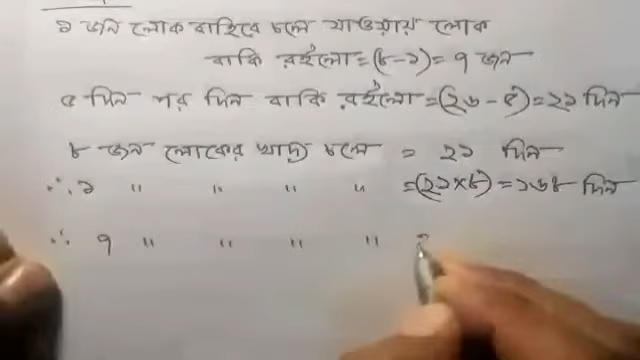 ১ জন লোক বাহিরে চলে যাওয়ায় লোক
বাকি রইলো = (৮-১) = ৭ জন
৫ দিন পর দিন বাকি রইলো = (২৬ - ৫) = ২১ দিন
৮ জন লোকের খাদ্য চলে = ২১ দিন
∴ ১ " " " " = (২১×৮) = ১৬৮ দিন
∴ ৭ " " " "